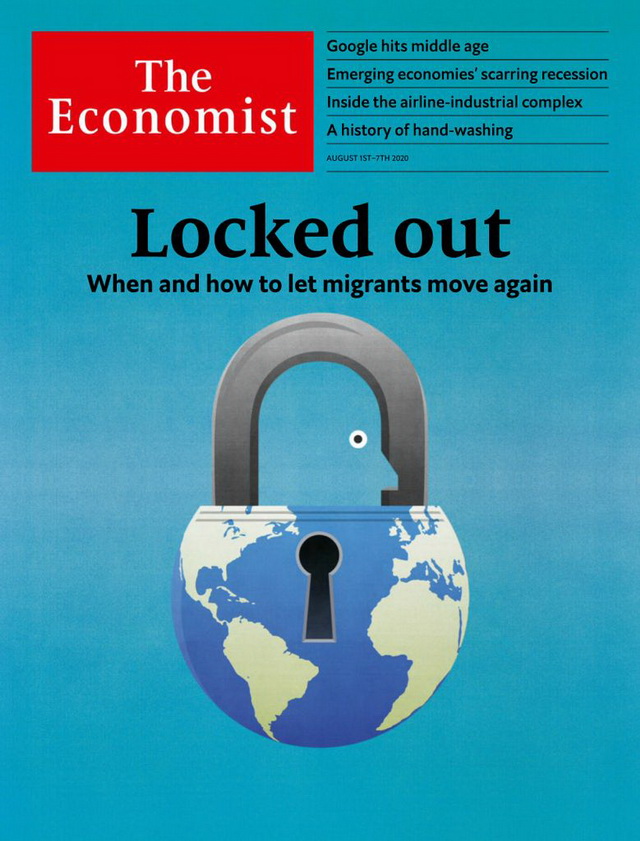 The
Economist
Google hits middle age
Emerging economies' scarring recession
Inside the airline-industrial complex
A history of hand-washing
AUGUST 1ST–7TH 2020
Locked out
When and how to let migrants move again